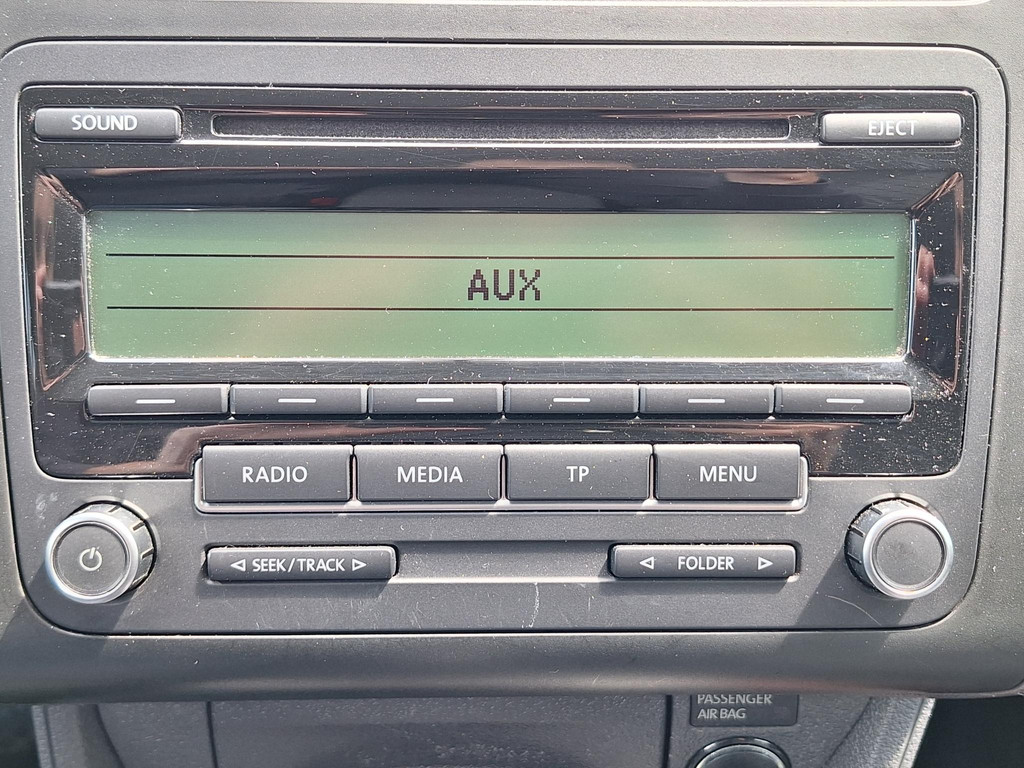 SOUND
EJECT
AUX
RADIO MEDIA TP MENU
SEEK/TRACK
FOLDER
PASSENGER
AIR BAG